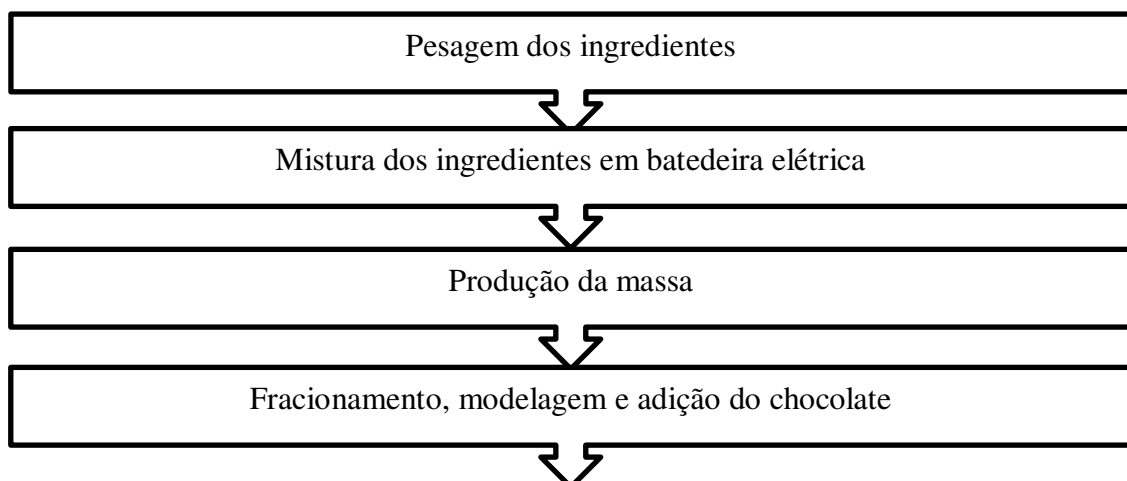 Pesagem dos ingredientes
Mistura dos ingredientes em batedeira elétrica
Produção da massa
Fracionamento, modelagem e adição do chocolate